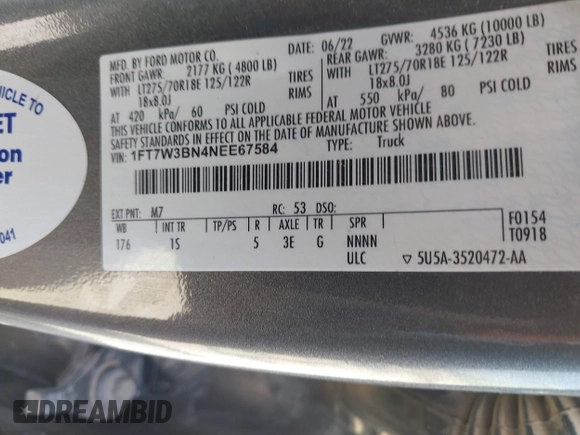 MFD. BY FORD MOTOR CO.
DATE: 06/22 GVWR: 4536 KG (10000 LB)
FRONT GAWR: 2177 KG (4800 LB) REAR GAWR: 3280 KG (7230 LB)
WITH LT275/70R18E 125/122R TIRES WITH LT275/70R18E 125/122R TIRES
18x8.0J RIMS 18x8.0J RIMS
AT 420 kPa/ 60 PSI COLD AT 550 kPa/ 80 PSI COLD
THIS VEHICLE CONFORMS TO ALL APPLICABLE FEDERAL MOTOR VEHICLE
SAFETY STANDARDS IN EFFECT ON THE DATE OF MANUFACTURE SHOWN ABOVE.
VIN: 1FT7W3BN4NEE67584 TYPE: Truck
EXT PNT: M7 RC: 53 DSO:
WB INT TR TP/PS R AXLE TR SPR
176 1S 5 3E G NNNN
ULC ▽ 5U5A-3520472-AA
F0154
T0918
HICLE TO
ET
on
er
041
DREAMBID